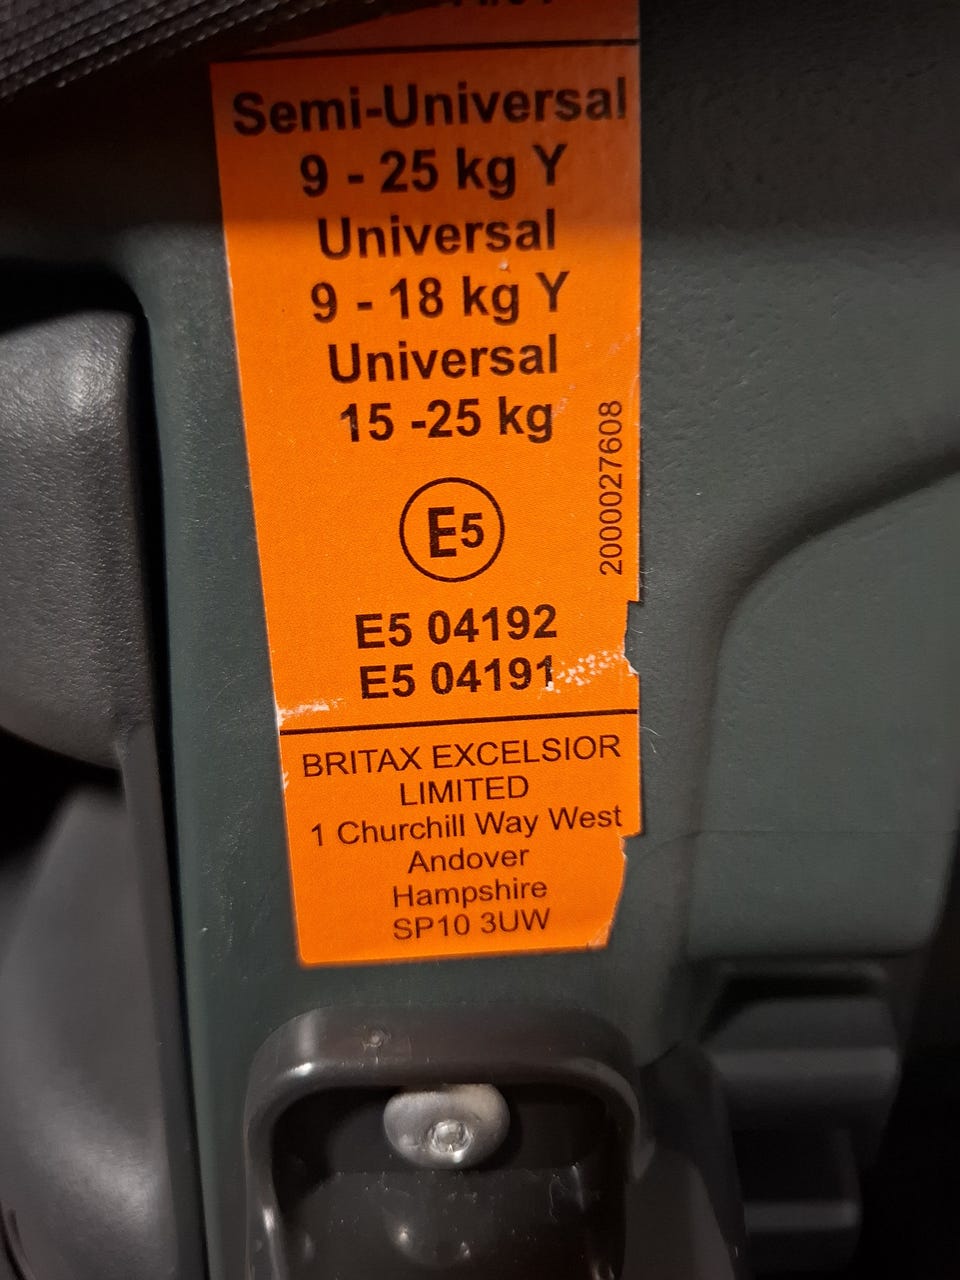 Semi-Universal
9 - 25 kg Y
Universal
9 - 18 kg Y
Universal
15 -25 kg
2000027608
E5
E5 04192
E5 04191
BRITAX EXCELSIOR
LIMITED
1 Churchill Way West
Andover
Hampshire
SP10 3UW